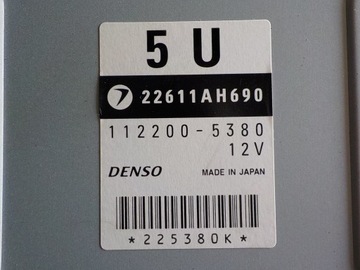 5 U
22611AH690
112200-5380
12V
DENSO MADE IN JAPAN
*225380K*